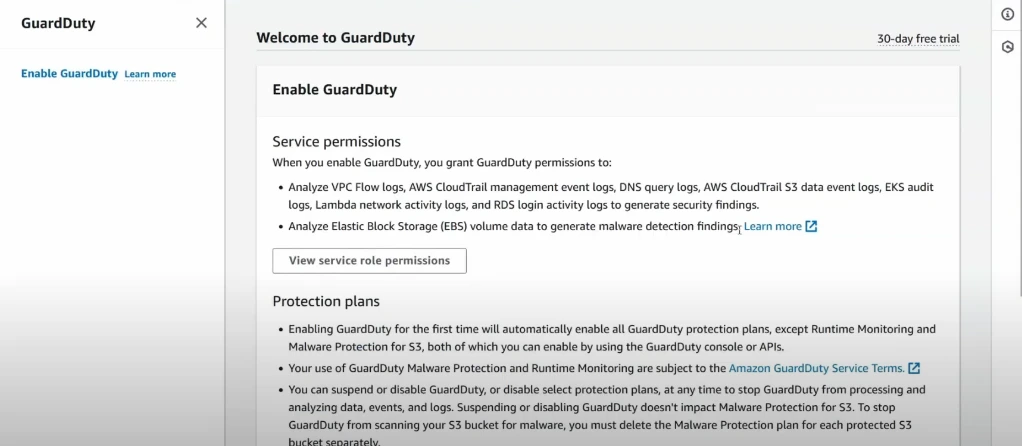 GuardDuty
Enable GuardDuty Learn more
Welcome to GuardDuty
30-day free trial
Enable GuardDuty
Service permissions
When you enable GuardDuty, you grant GuardDuty permissions to:
• Analyze VPC Flow logs, AWS CloudTrail management event logs, DNS query logs, AWS CloudTrail S3 data event logs, EKS audit
logs, Lambda network activity logs, and RDS login activity logs to generate security findings.
• Analyze Elastic Block Storage (EBS) volume data to generate malware detection findings. Learn more
View service role permissions
Protection plans
• Enabling GuardDuty for the first time will automatically enable all GuardDuty protection plans, except Runtime Monitoring and
Malware Protection for S3, both of which you can enable by using the GuardDuty console or APIs.
• Your use of GuardDuty Malware Protection and Runtime Monitoring are subject to the Amazon GuardDuty Service Terms.
• You can suspend or disable GuardDuty, or disable select protection plans, at any time to stop GuardDuty from processing and
analyzing data, events, and logs. Suspending or disabling GuardDuty doesn't impact Malware Protection for S3. To stop
GuardDuty from scanning your S3 bucket for malware, you must delete the Malware Protection plan for each protected S3
bucket separately.